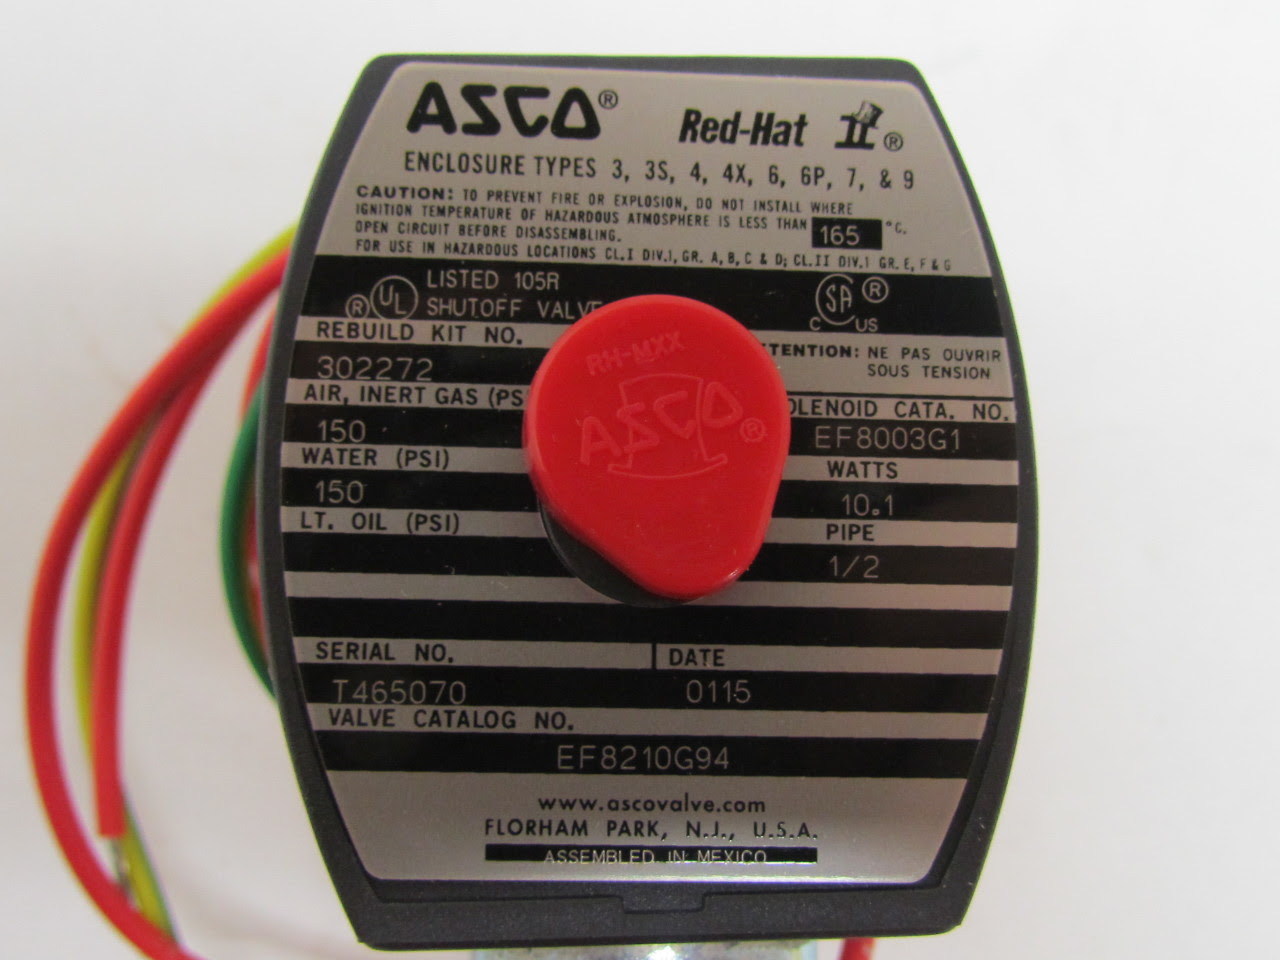 ASCO®
Red-Hat II®
ENCLOSURE TYPES 3, 3S, 4, 4X, 6, 6P, 7, & 9
CAUTION: TO PREVENT FIRE OR EXPLOSION, DO NOT INSTALL WHERE
IGNITION TEMPERATURE OF HAZARDOUS ATMOSPHERE IS LESS THAN 165 °C.
OPEN CIRCUIT BEFORE DISASSEMBLING.
FOR USE IN HAZARDOUS LOCATIONS CL.I DIV.1, GR. A, B, C & D; CL.II DIV.1 GR. E, F & G
UL ®
LISTED 105R
SHUTOFF VALVE
C SA US ®
REBUILD KIT NO.
302272
TTENTION: NE PAS OUVRIR
SOUS TENSION
AIR, INERT GAS (PS
150
OLENOID CATA. NO.
EF8003G1
WATER (PSI)
150
WATTS
10.1
LT. OIL (PSI)
PIPE
1/2
RH-MXX
ASCO®
SERIAL NO.
T465070
DATE
0115
VALVE CATALOG NO.
EF8210G94
www.ascovalve.com
FLORHAM PARK, N.J., U.S.A.
ASSEMBLED IN MEXICO